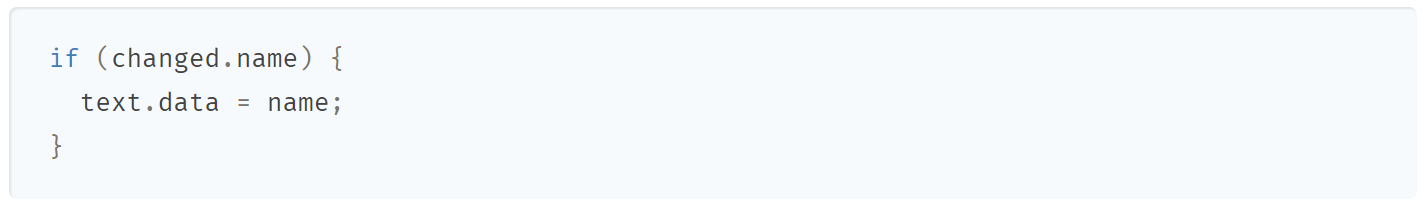 if (changed.name) {
  text.data = name;
}